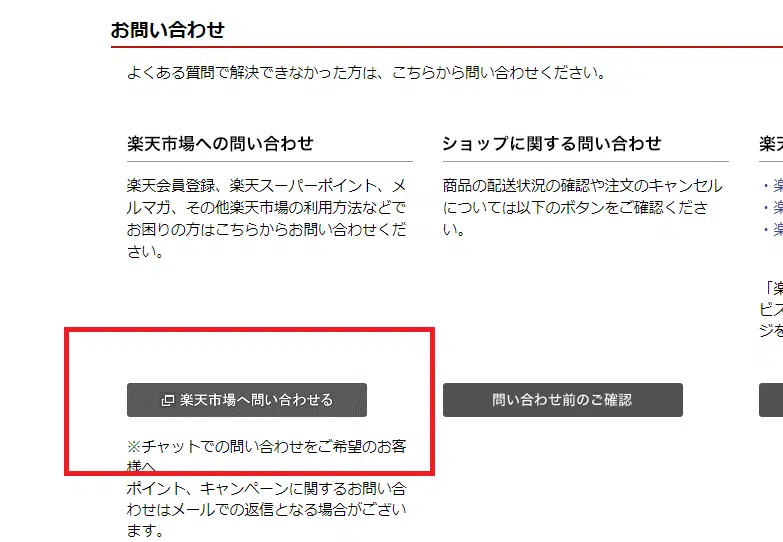 お問い合わせ
よくある質問で解決できなかった方は、こちらから問い合わせください。
楽天市場への問い合わせ
楽天会員登録、楽天スーパーポイント、メ
ルマガ、その他楽天市場の利用方法などで
お困りの方はこちらからお問い合わせくだ
さい。
楽天市場へ問い合わせる
※チャットでの問い合わせをご希望のお客
様へ
ポイント、キャンペーンに関するお問い合
わせはメールでの返信となる場合がござい
ます。
ショップに関する問い合わせ
商品の配送状況の確認や注文のキャンセル
については以下のボタンをご確認くださ
い。
問い合わせ前のご確認
楽
・楽
・楽
・楽
「楽
ビス
ジを